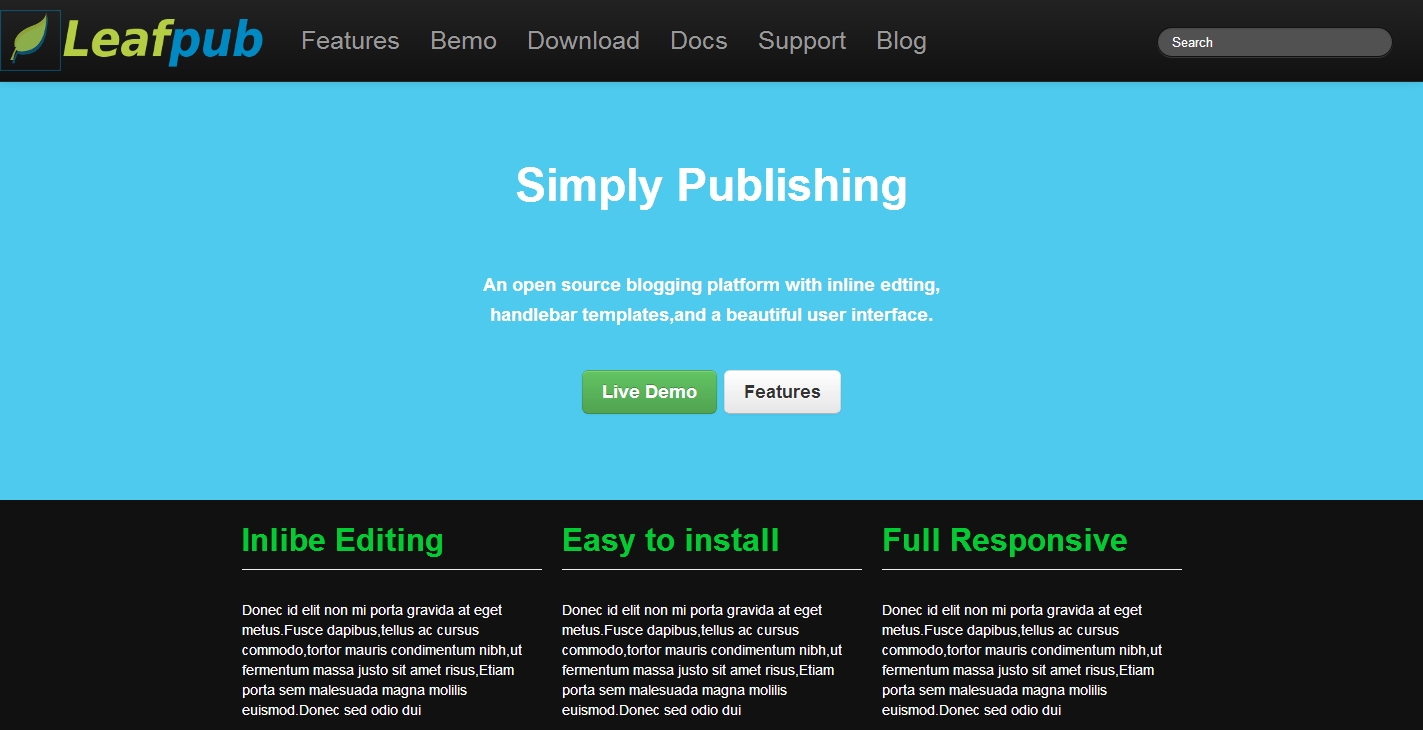 Leafpub Features Bemo Download Docs Support Blog Search
Simply Publishing
An open source blogging platform with inline edting,
handlebar templates,and a beautiful user interface.
Live Demo Features
Inlibe Editing
Donec id elit non mi porta gravida at eget
metus.Fusce dapibus,tellus ac cursus
commodo,tortor mauris condimentum nibh,ut
fermentum massa justo sit amet risus,Etiam
porta sem malesuada magna molilis
euismod.Donec sed odio dui
Easy to install
Donec id elit non mi porta gravida at eget
metus.Fusce dapibus,tellus ac cursus
commodo,tortor mauris condimentum nibh,ut
fermentum massa justo sit amet risus,Etiam
porta sem malesuada magna molilis
euismod.Donec sed odio dui
Full Responsive
Donec id elit non mi porta gravida at eget
metus.Fusce dapibus,tellus ac cursus
commodo,tortor mauris condimentum nibh,ut
fermentum massa justo sit amet risus,Etiam
porta sem malesuada magna molilis
euismod.Donec sed odio dui